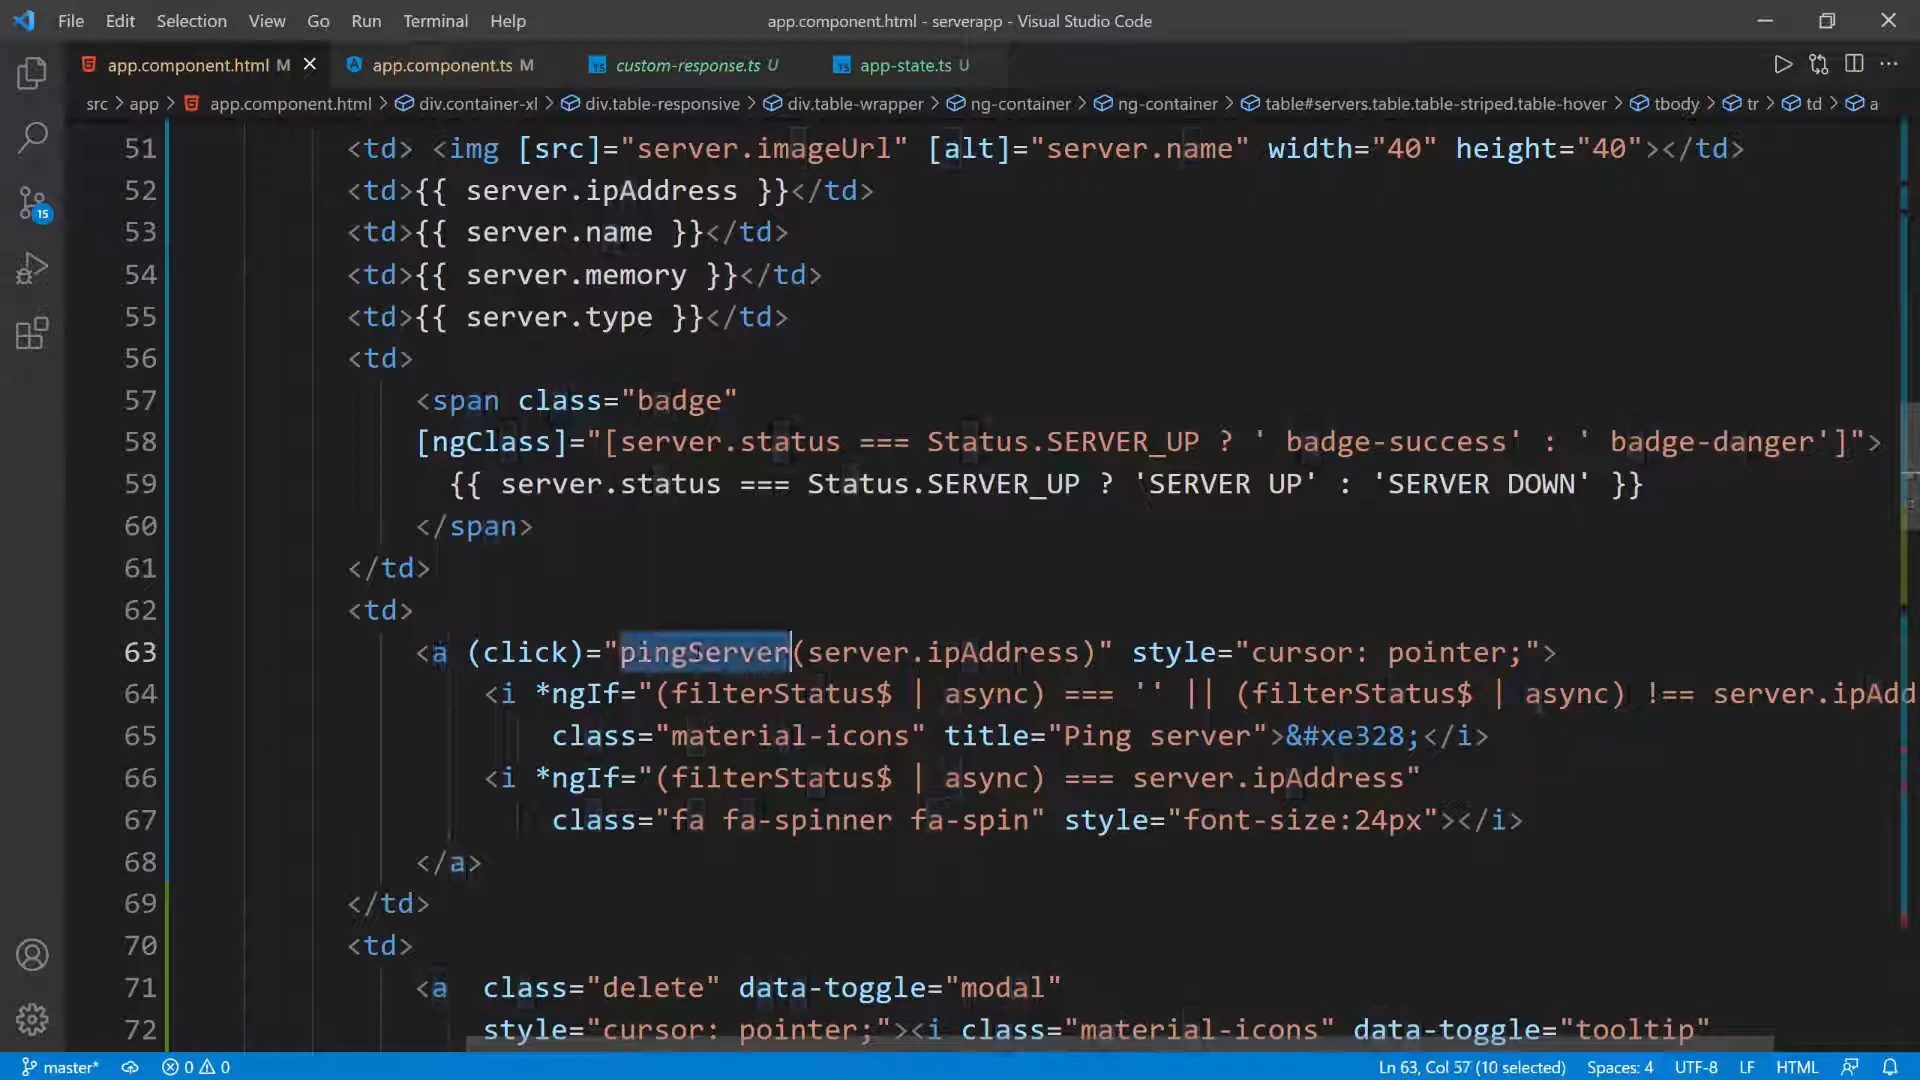 File Edit Selection View Go Run Terminal Help app.component.html - serverapp - Visual Studio Code
app.component.html M app.component.ts M TS custom-response.ts U TS app-state.ts U
src > app > app.component.html > div.container-xl > div.table-responsive > div.table-wrapper > ng-container > ng-container > table#servers.table.table-striped.table-hover > tbody > tr > td > a
51 <td> <img [src]="server.imageUrl" [alt]="server.name" width="40" height="40"></td>
52 <td>{{ server.ipAddress }}</td>
53 <td>{{ server.name }}</td>
54 <td>{{ server.memory }}</td>
55 <td>{{ server.type }}</td>
56 <td>
57 <span class="badge"
58 [ngClass]="[server.status === Status.SERVER_UP ? ' badge-success' : ' badge-danger']">
59 {{ server.status === Status.SERVER_UP ? 'SERVER UP' : 'SERVER DOWN' }}
60 </span>
61 </td>
62 <td>
63 <a (click)="pingServer(server.ipAddress)" style="cursor: pointer;">
64 <i *ngIf="(filterStatus$ | async) === '' || (filterStatus$ | async) !== server.ipAdd
65 class="material-icons" title="Ping server">&#xe328;</i>
66 <i *ngIf="(filterStatus$ | async) === server.ipAddress"
67 class="fa fa-spinner fa-spin" style="font-size:24px"></i>
68 </a>
69 </td>
70 <td>
71 <a  class="delete" data-toggle="modal"
72 style="cursor: pointer;"><i class="material-icons" data-toggle="tooltip"
15
master* 0 0 Ln 63, Col 57 (10 selected) Spaces: 4 UTF-8 LF HTML